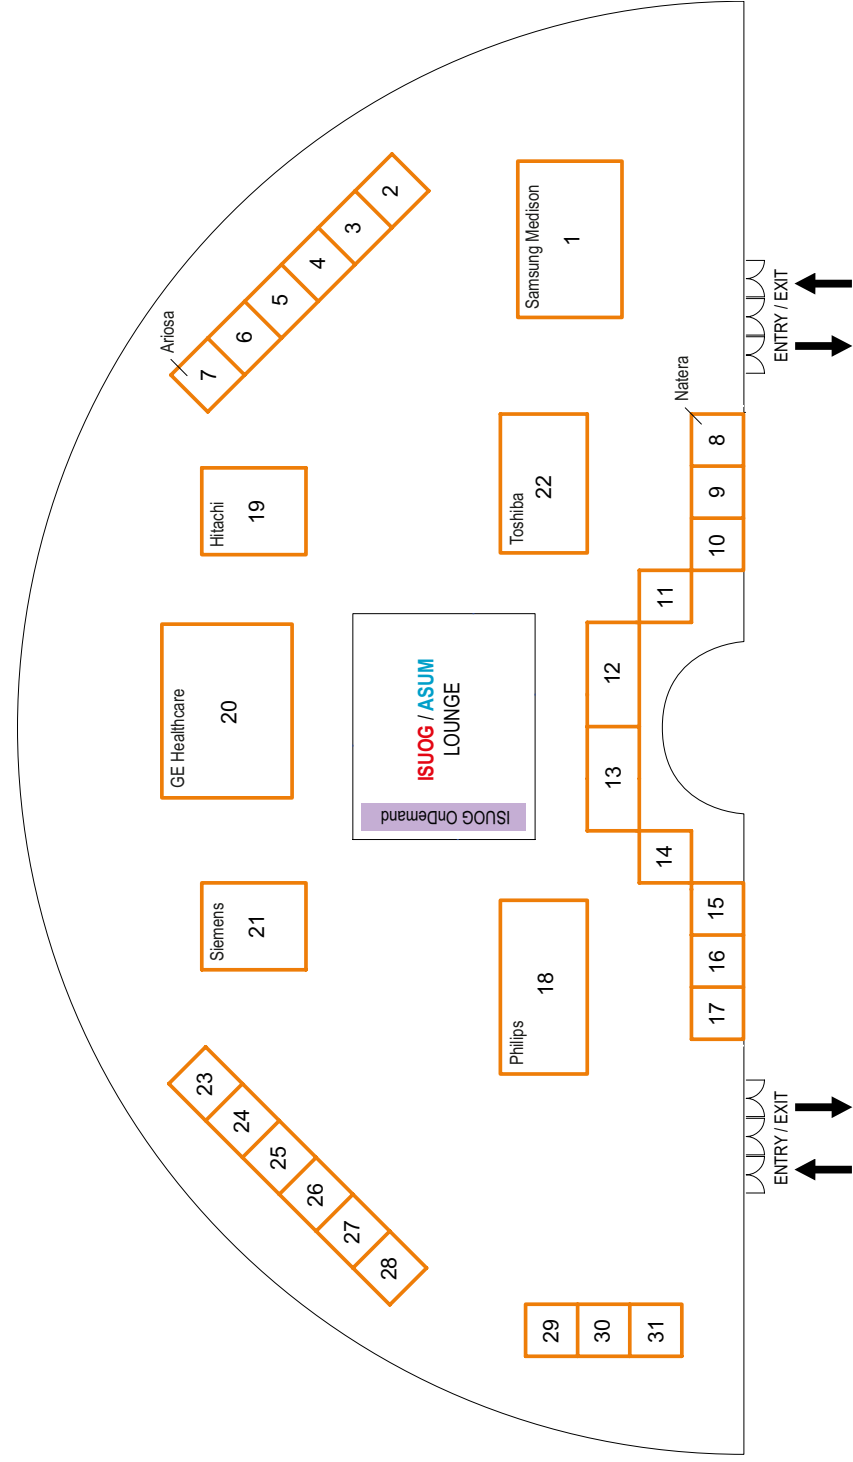 Samsung Medison
1
2
3
4
5
6
7
Ariosa
Natera
8
9
10
11
12
13
14
15
16
17
Philips
18
Hitachi
19
GE Healthcare
20
Siemens
21
Toshiba
22
23
24
25
26
27
28
29
30
31
ISUOG / ASUM
LOUNGE
ISUOG OnDemand
ENTRY / EXIT
ENTRY / EXIT